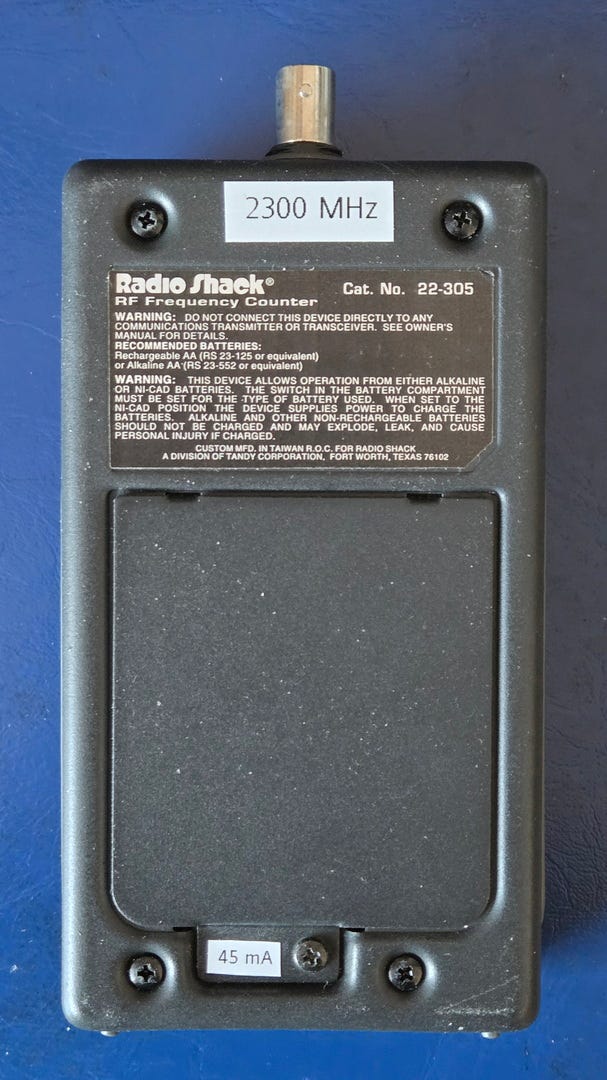 2300 MHz
Radio Shack®
Cat. No. 22-305
RF Frequency Counter
WARNING: DO NOT CONNECT THIS DEVICE DIRECTLY TO ANY
COMMUNICATIONS TRANSMITTER OR TRANSCEIVER. SEE OWNER'S
MANUAL FOR DETAILS.
RECOMMENDED BATTERIES:
Rechargeable AA (RS 23-125 or equivalent)
or Alkaline AA (RS 23-552 or equivalent)
WARNING: THIS DEVICE ALLOWS OPERATION FROM EITHER ALKALINE
OR NI-CAD BATTERIES. THE SWITCH IN THE BATTERY COMPARTMENT
MUST BE SET FOR THE TYPE OF BATTERY USED. WHEN SET TO THE
NI-CAD POSITION THE DEVICE SUPPLIES POWER TO CHARGE THE
BATTERIES. ALKALINE AND OTHER NON-RECHARGEABLE BATTERIES
SHOULD NOT BE CHARGED AND MAY EXPLODE, LEAK, AND CAUSE
PERSONAL INJURY IF CHARGED.
CUSTOM MFD. IN TAIWAN R.O.C. FOR RADIO SHACK
A DIVISION OF TANDY CORPORATION, FORT WORTH, TEXAS 76102
45 mA